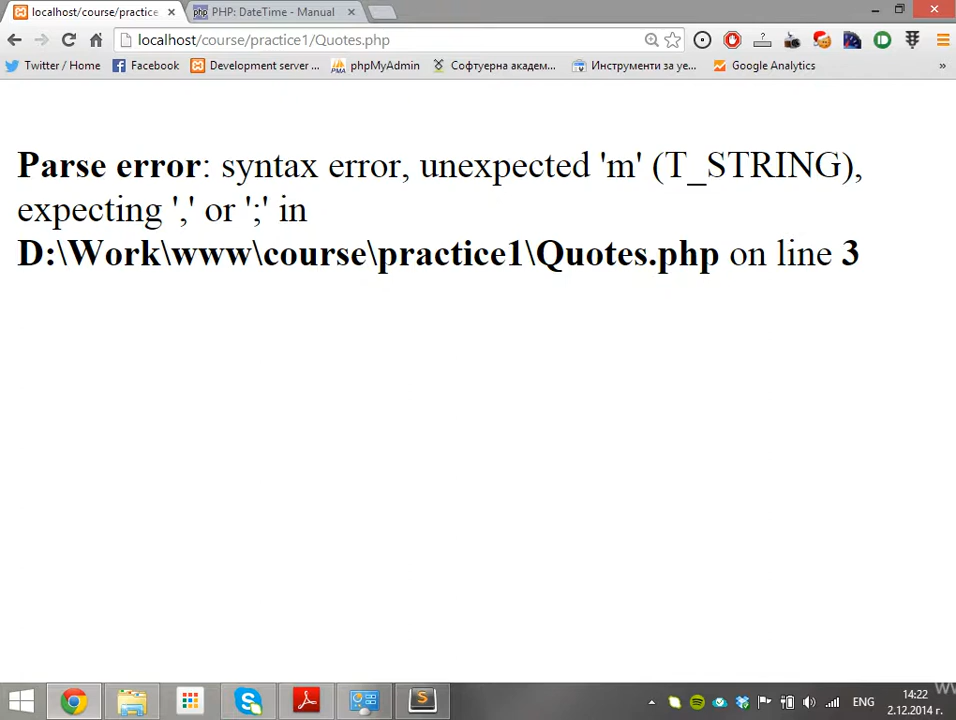 localhost/course/practice
PHP: DateTime - Manual
localhost/course/practice1/Quotes.php
Twitter / Home
Facebook
Development server ...
phpMyAdmin
Софтуерна академ...
Инструменти за уе...
Google Analytics
»
Parse error: syntax error, unexpected 'm' (T_STRING),
expecting ',' or ';' in
D:\Work\www\course\practice1\Quotes.php on line 3
ENG
14:22
2.12.2014 г.